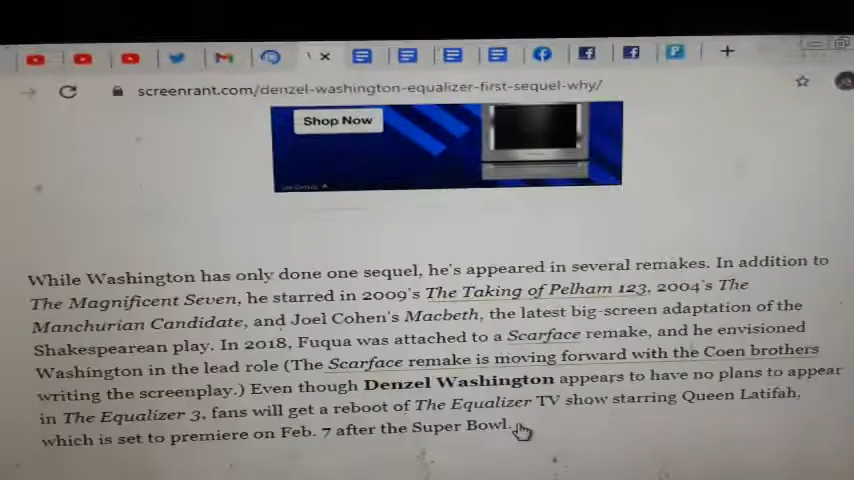 screenrant.com/denzel-washington-equalizer-first-sequel-why/
Shop Now
While Washington has only done one sequel, he's appeared in several remakes. In addition to
The Magnificent Seven, he starred in 2009's The Taking of Pelham 123, 2004's The
Manchurian Candidate, and Joel Cohen's Macbeth, the latest big-screen adaptation of the
Shakespearean play. In 2018, Fuqua was attached to a Scarface remake, and he envisioned
Washington in the lead role (The Scarface remake is moving forward with the Coen brothers
writing the screenplay.) Even though Denzel Washington appears to have no plans to appear
in The Equalizer 3, fans will get a reboot of The Equalizer TV show starring Queen Latifah,
which is set to premiere on Feb. 7 after the Super Bowl.